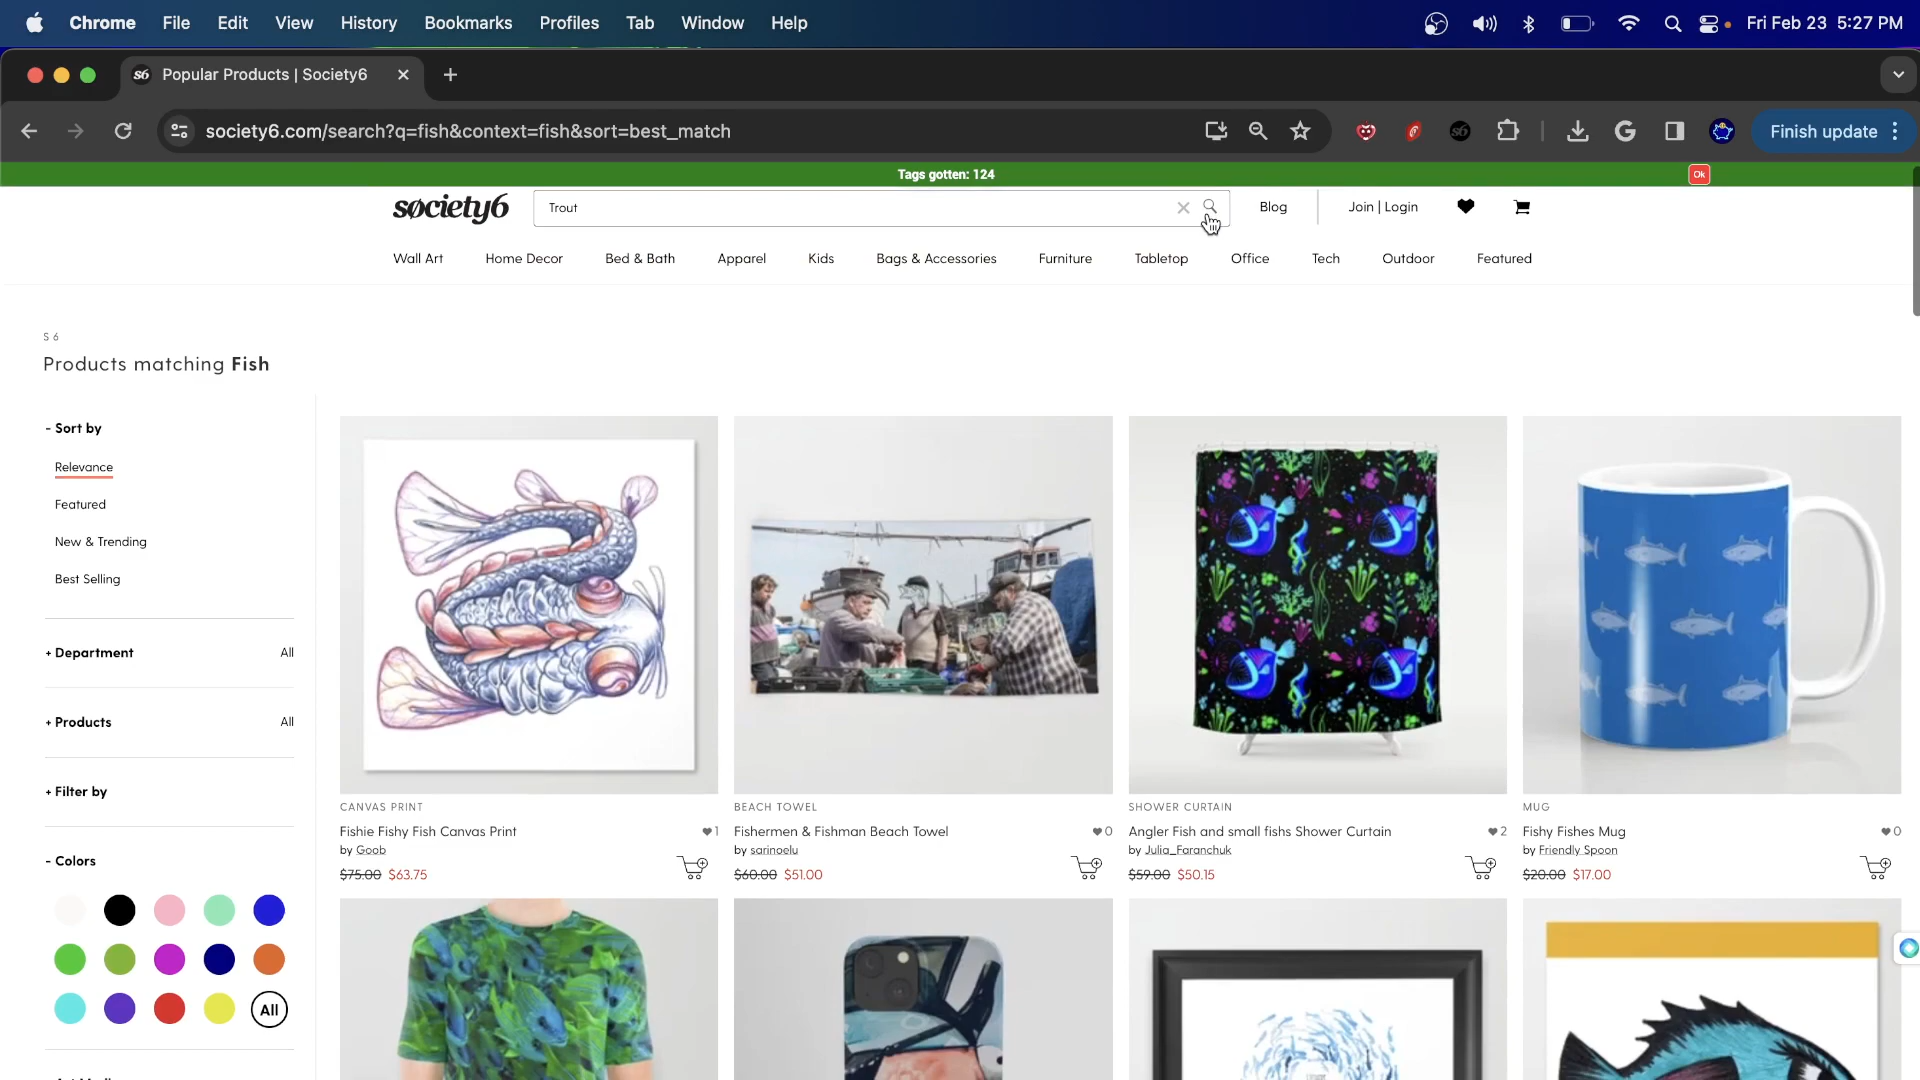 Chrome File Edit View History Bookmarks Profiles Tab Window Help Fri Feb 23 5:27 PM
s6 Popular Products | Society6
society6.com/search?q=fish&context=fish&sort=best_match Finish update
Tags gotten: 124 Ok
søciety6 Trout Blog Join | Login
Wall Art Home Decor Bed & Bath Apparel Kids Bags & Accessories Furniture Tabletop Office Tech Outdoor Featured
S6
Products matching Fish
- Sort by
Relevance
Featured
New & Trending
Best Selling
+ Department All
+ Products All
+ Filter by
- Colors
All
CANVAS PRINT
Fishie Fishy Fish Canvas Print 1
by Goob
$75.00 $63.75
BEACH TOWEL
Fishermen & Fishman Beach Towel 0
by sarinoelu
$60.00 $51.00
SHOWER CURTAIN
Angler Fish and small fishs Shower Curtain 2
by Julia_Faranchuk
$59.00 $50.15
MUG
Fishy Fishes Mug 0
by Friendly Spoon
$20.00 $17.00